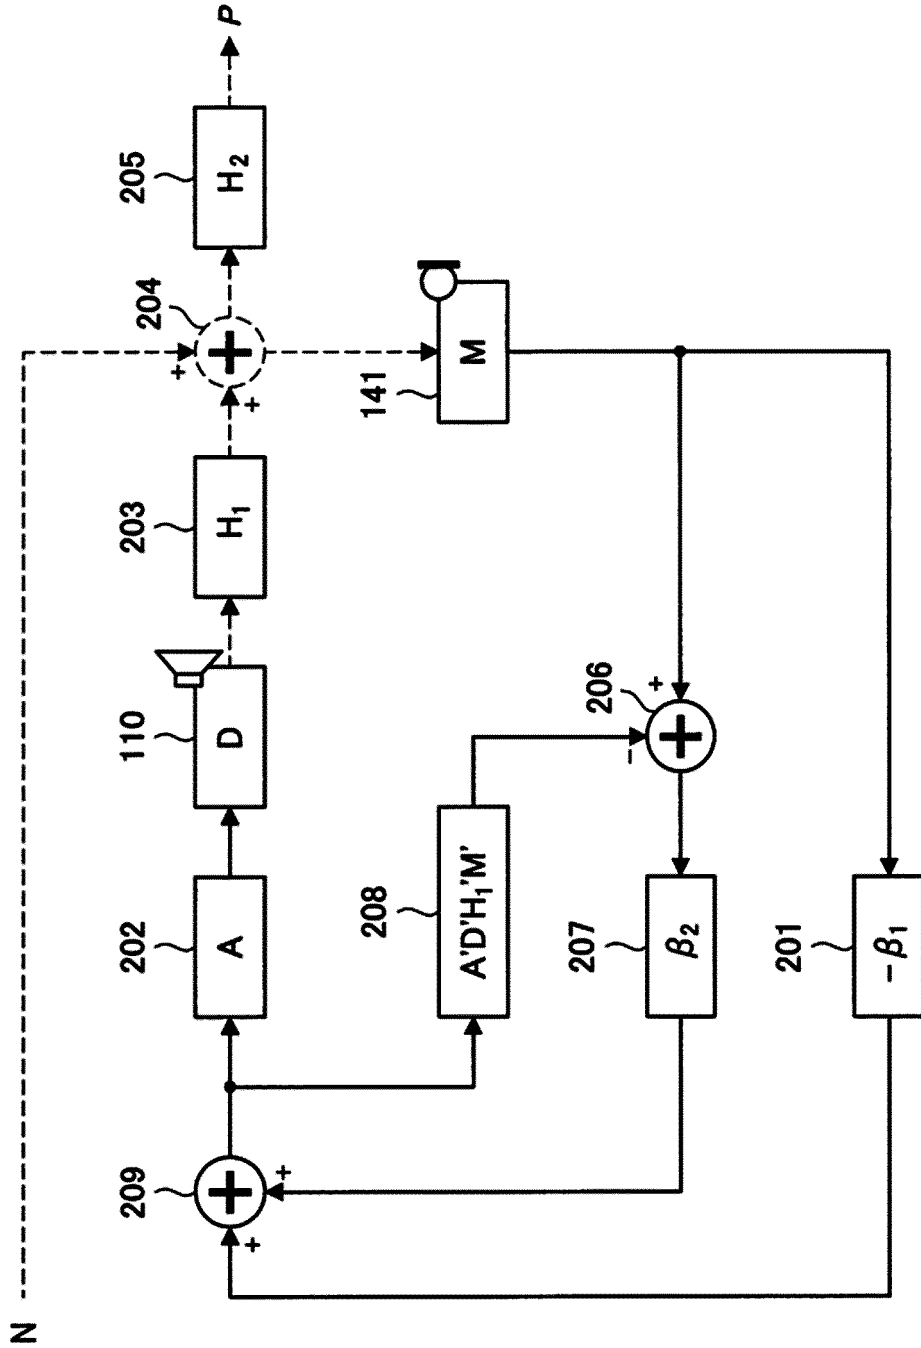 N
209
+
+
+
202
A
110
D
203
H₁
+
+
204
+
205
H₂
P
208
A'D'H₁'M'
141
M
206
+
−
+
207
β₂
201
−β₁